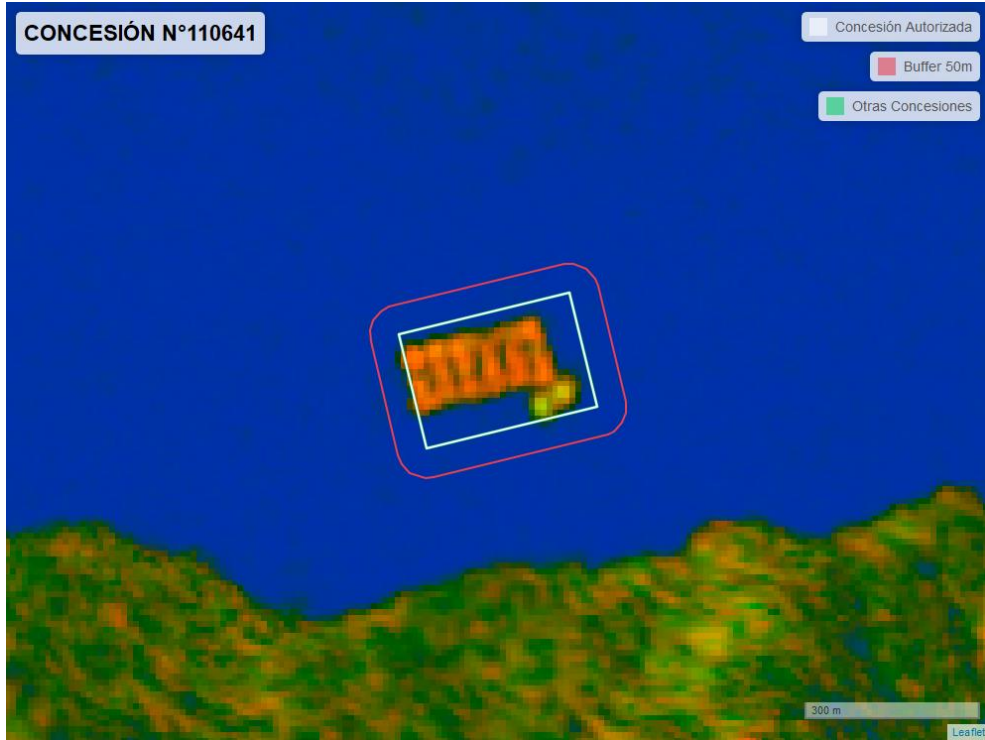 CONCESIÓN N°110641
Concesión Autorizada
Buffer 50m
Otras Concesiones
300 m
Leaflet